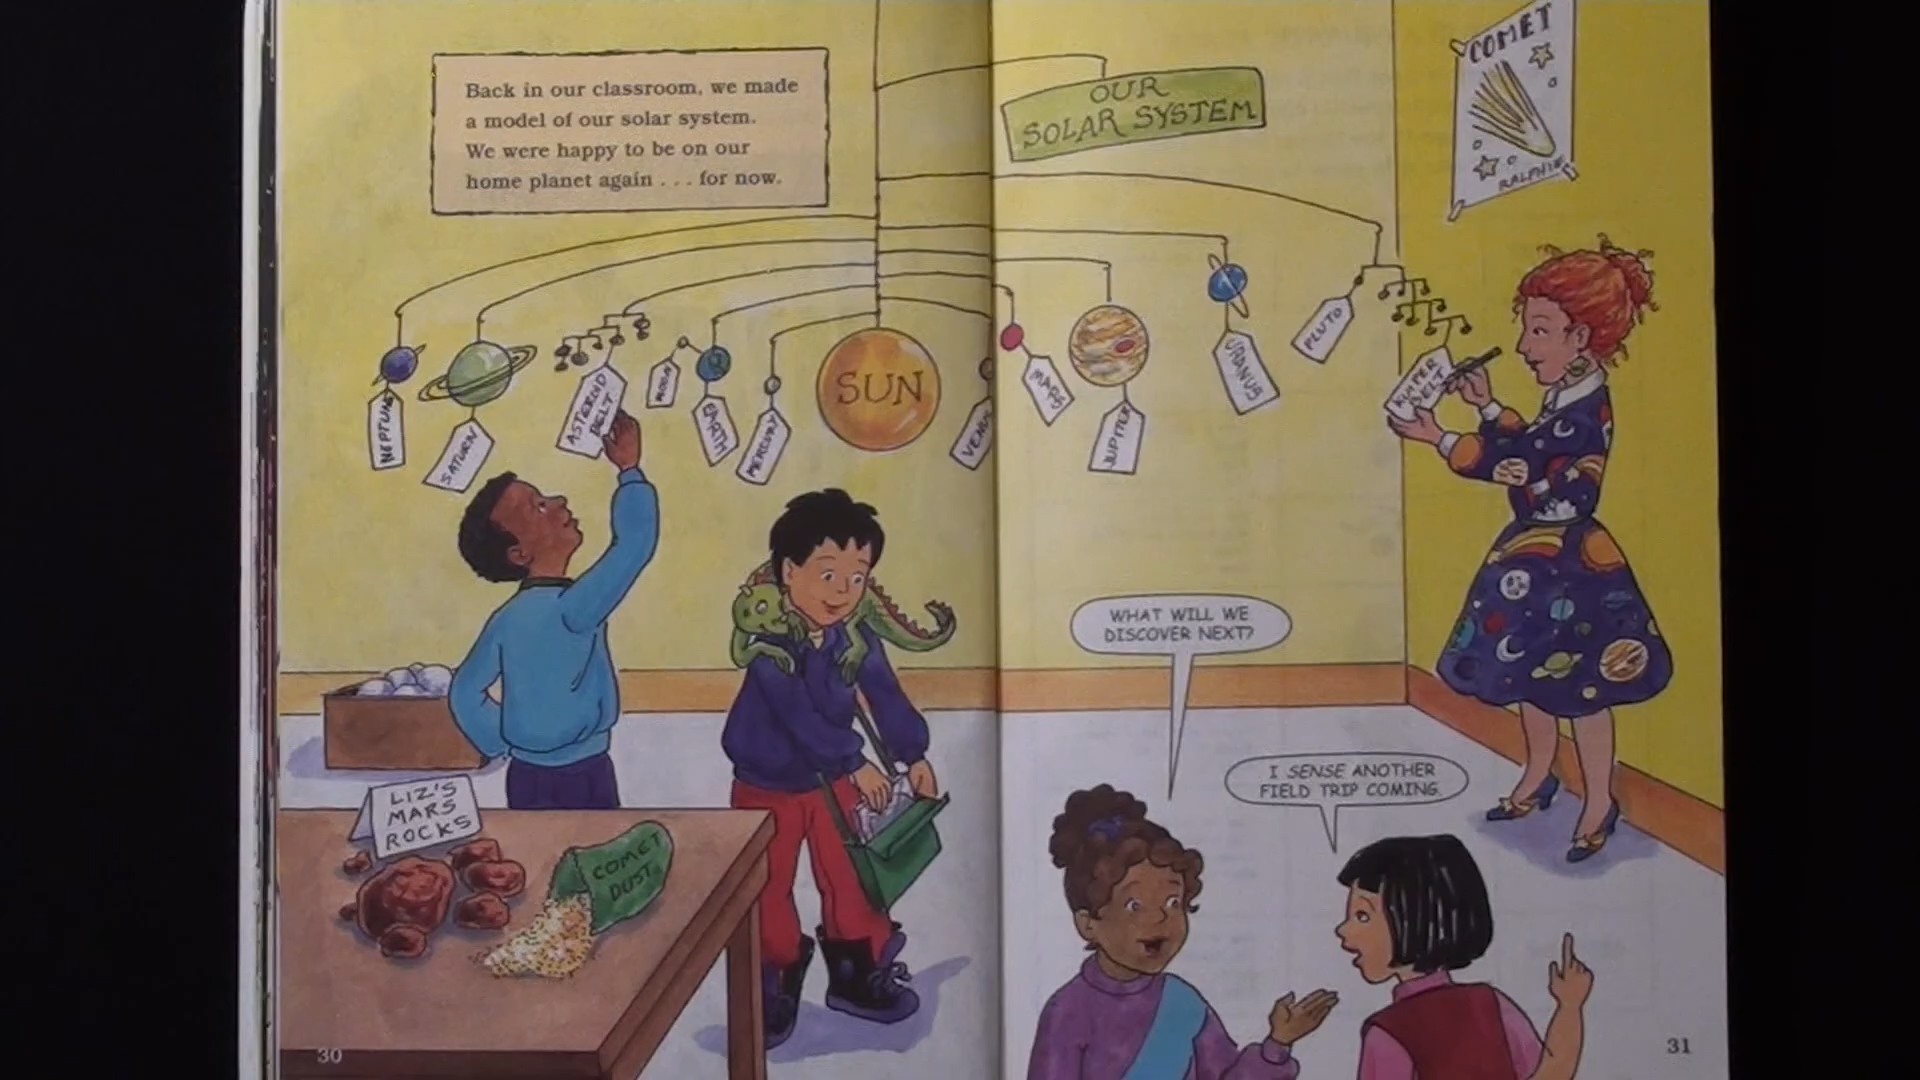 Back in our classroom, we made
a model of our solar system.
We were happy to be on our
home planet again . . . for now.
OUR
SOLAR SYSTEM
COMET
RALPHIE
NEPTUNE
SATURN
ASTEROID
BELT
MOON
EARTH
MERCURY
SUN
VENUS
MARS
JUPITER
URANUS
PLUTO
KUIPER
BELT
WHAT WILL WE
DISCOVER NEXT?
I SENSE ANOTHER
FIELD TRIP COMING.
LIZ'S
MARS
ROCKS
COMET
DUST
30
31